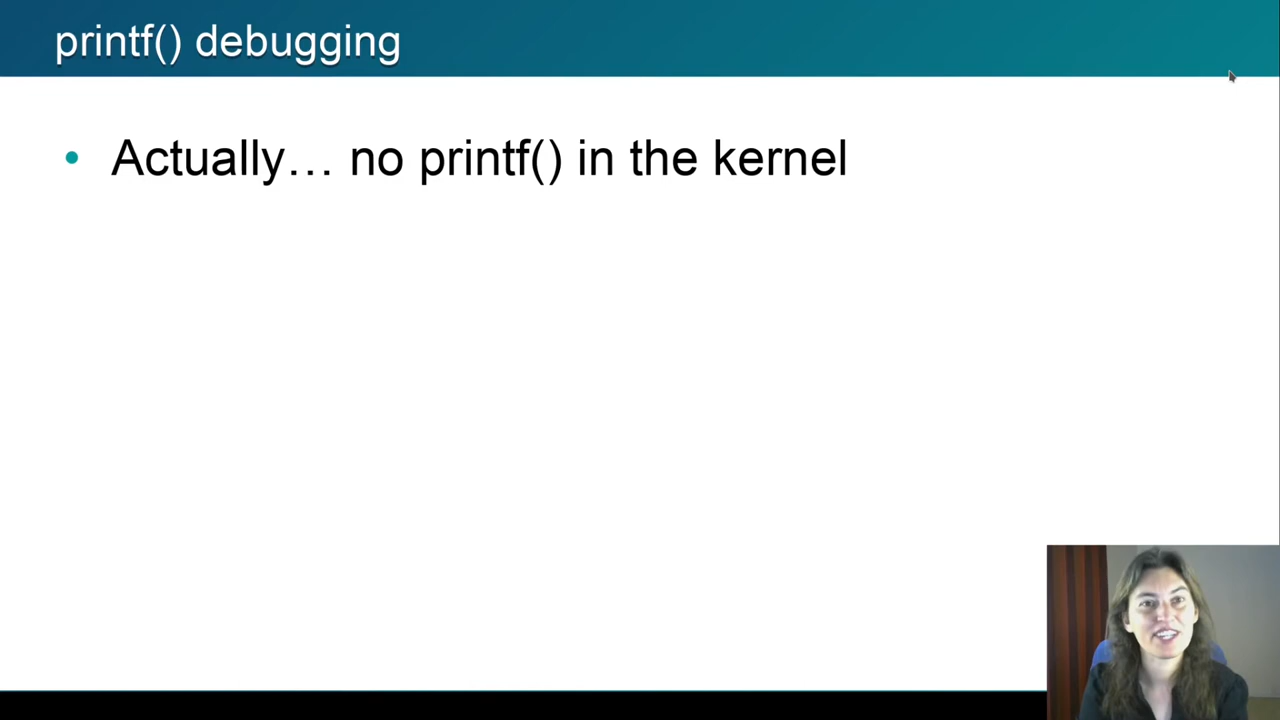 printf() debugging
• Actually… no printf() in the kernel